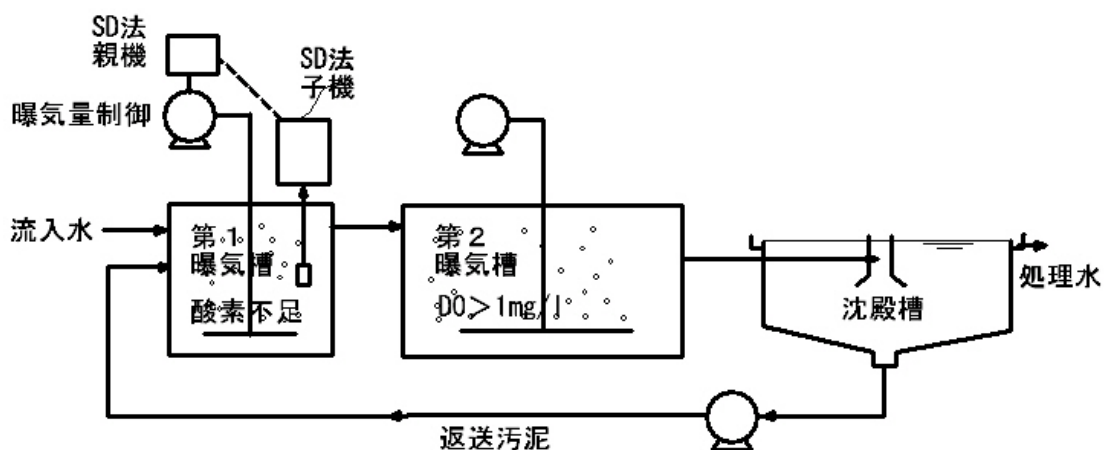 SD法
親機
SD法
子機
曝気量制御
流入水
第1
曝気槽
酸素不足
第2
曝気槽
DO>1mg/l
沈殿槽
処理水
返送汚泥